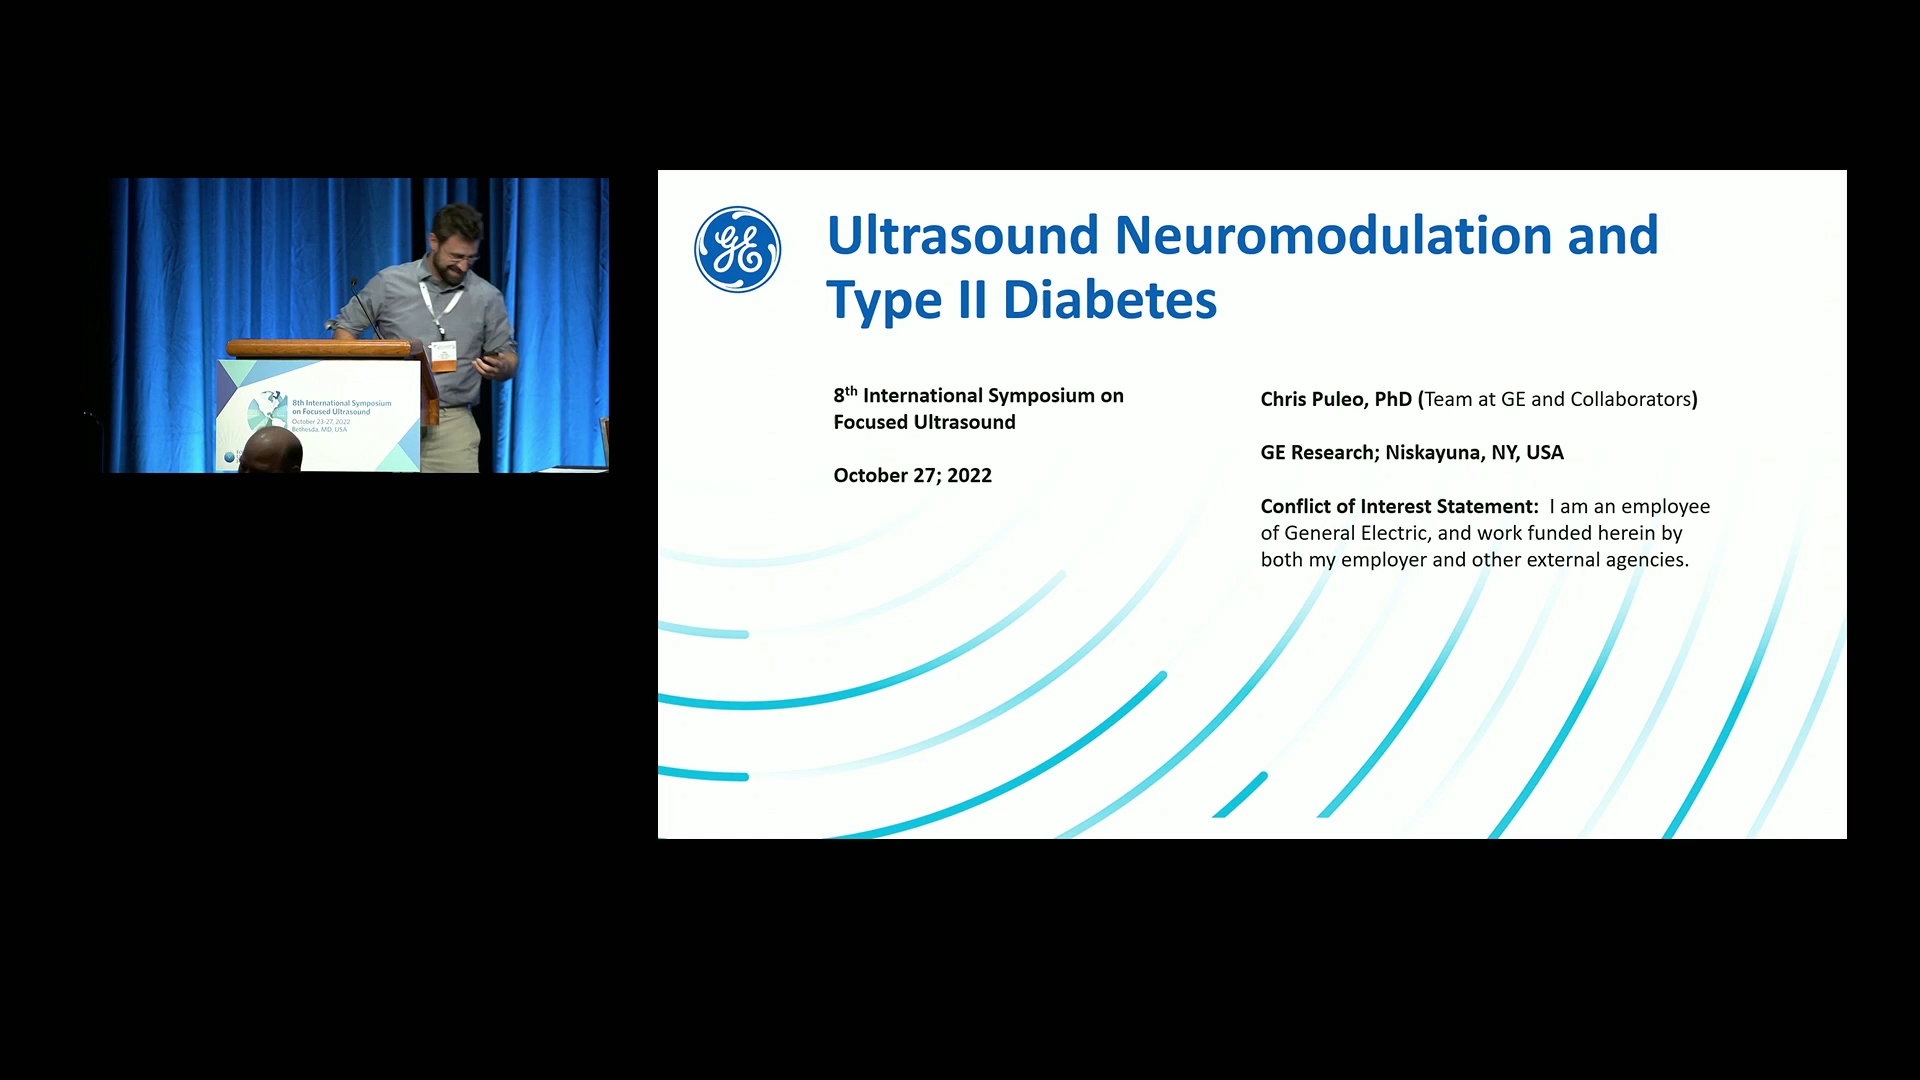 8th International Symposium
on Focused Ultrasound
October 23-27, 2022
Bethesda, MD, USA
GE
Ultrasound Neuromodulation and
Type II Diabetes
8th International Symposium on
Focused Ultrasound
October 27; 2022
Chris Puleo, PhD (Team at GE and Collaborators)
GE Research; Niskayuna, NY, USA
Conflict of Interest Statement:  I am an employee
of General Electric, and work funded herein by
both my employer and other external agencies.